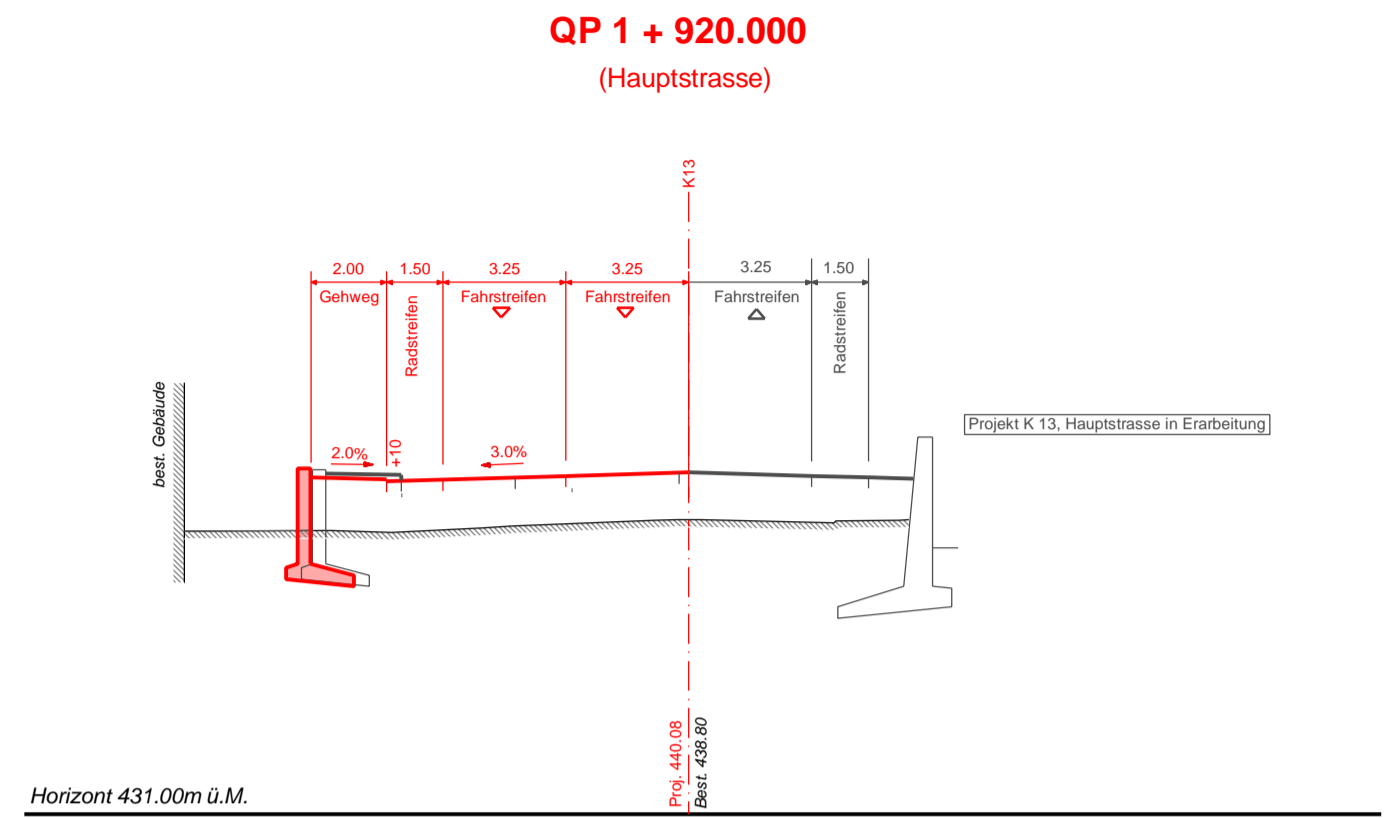 QP 1 + 920.000
(Hauptstrasse)
K13
2.00
1.50
3.25
3.25
3.25
1.50
Gehweg
Radstreifen
Fahrstreifen
Fahrstreifen
Fahrstreifen
Radstreifen
best. Gebäude
Projekt K 13, Hauptstrasse in Erarbeitung
2.0%
+10
3.0%
Proj. 440.08
Best. 438.80
Horizont 431.00m ü.M.